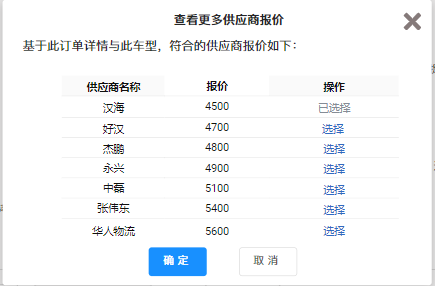 查看更多供应商报价
基于此订单详情与此车型，符合的供应商报价如下：
供应商名称 报价 操作
汉海 4500 已选择
好汉 4700 选择
杰鹏 4800 选择
永兴 4900 选择
中磊 5100 选择
张伟东 5400 选择
华人物流 5600 选择
确定 取消